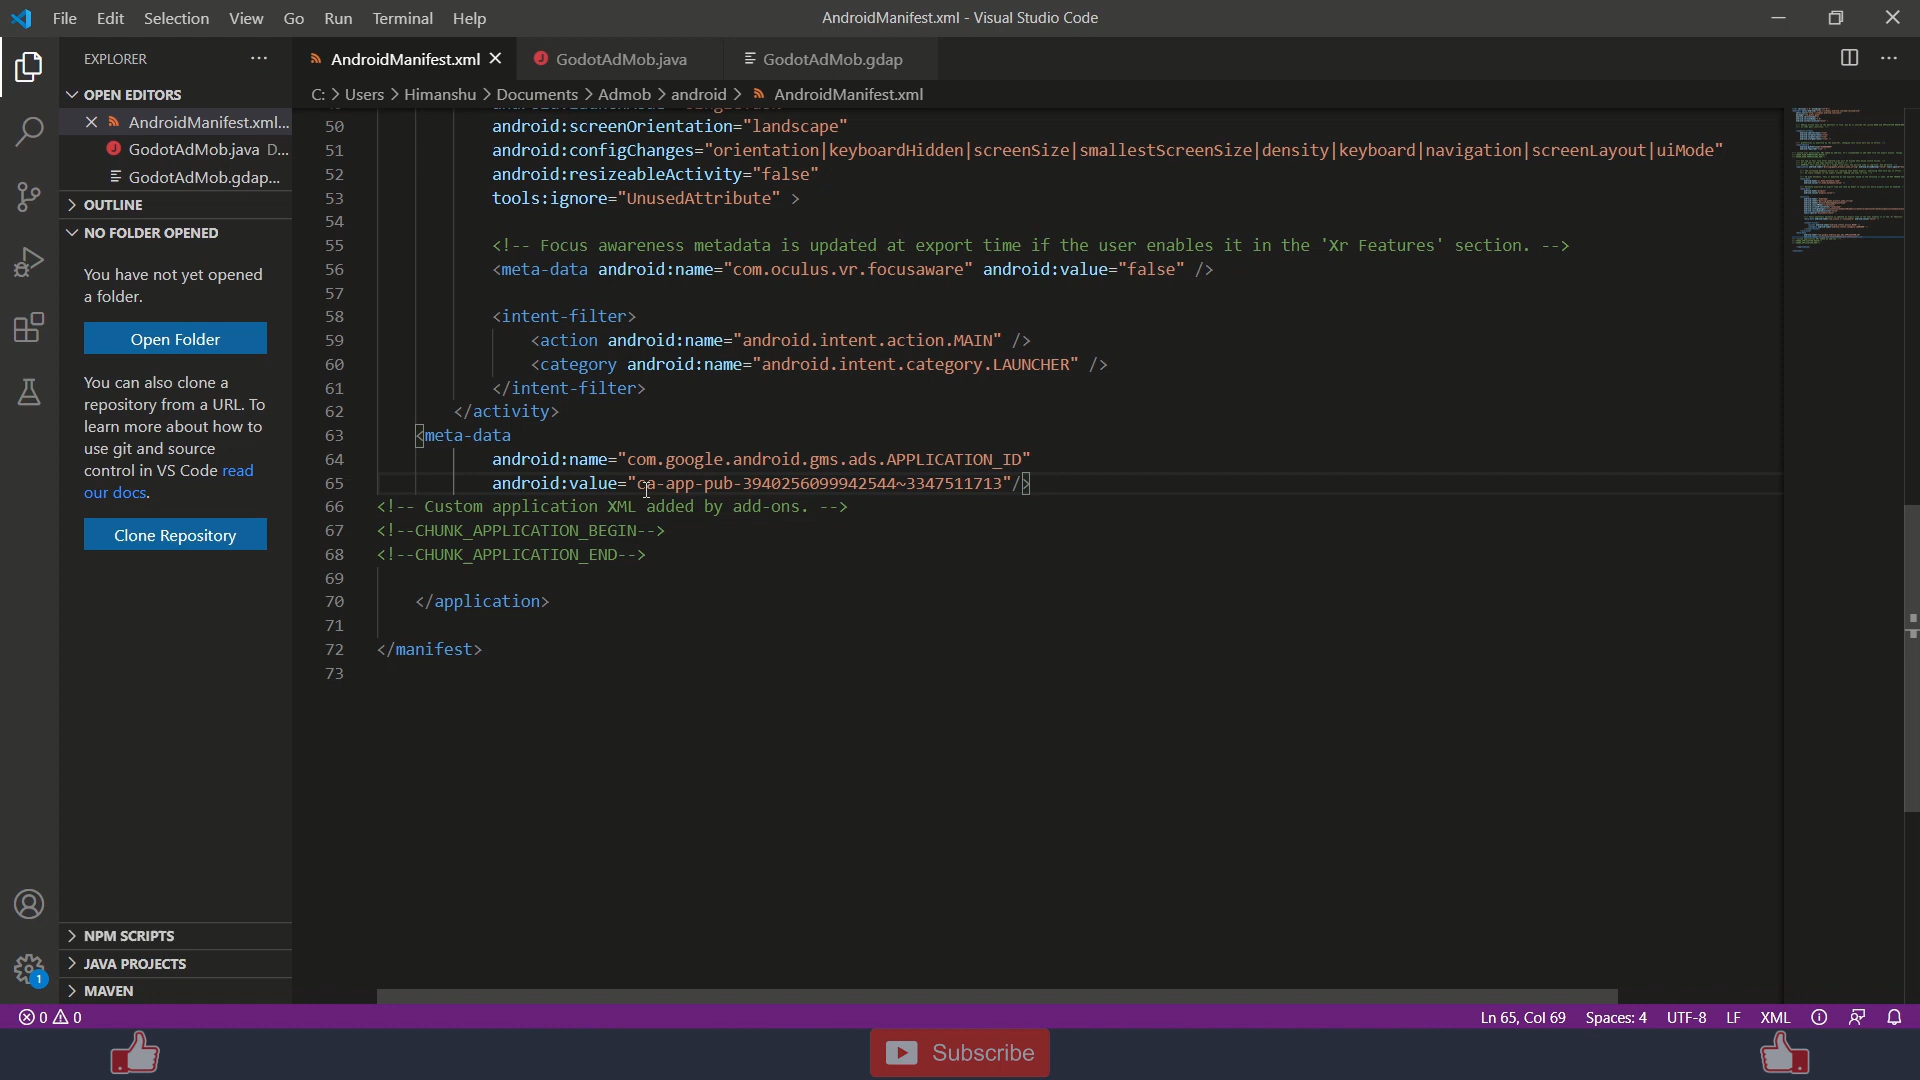 File Edit Selection View Go Run Terminal Help
AndroidManifest.xml - Visual Studio Code
EXPLORER
AndroidManifest.xml
GodotAdMob.java
GodotAdMob.gdap
OPEN EDITORS
C: > Users > Himanshu > Documents > Admob > android > AndroidManifest.xml
AndroidManifest.xml...
GodotAdMob.java D...
GodotAdMob.gdap...
OUTLINE
NO FOLDER OPENED
You have not yet opened
a folder.
Open Folder
You can also clone a
repository from a URL. To
learn more about how to
use git and source
control in VS Code read
our docs.
Clone Repository
NPM SCRIPTS
JAVA PROJECTS
MAVEN
50 android:screenOrientation="landscape"
51 android:configChanges="orientation|keyboardHidden|screenSize|smallestScreenSize|density|keyboard|navigation|screenLayout|uiMode"
52 android:resizeableActivity="false"
53 tools:ignore="UnusedAttribute" >
54
55 <!-- Focus awareness metadata is updated at export time if the user enables it in the 'Xr Features' section. -->
56 <meta-data android:name="com.oculus.vr.focusaware" android:value="false" />
57
58 <intent-filter>
59 <action android:name="android.intent.action.MAIN" />
60 <category android:name="android.intent.category.LAUNCHER" />
61 </intent-filter>
62 </activity>
63 <meta-data
64 android:name="com.google.android.gms.ads.APPLICATION_ID"
65 android:value="ca-app-pub-3940256099942544~3347511713"/>
66 <!-- Custom application XML added by add-ons. -->
67 <!--CHUNK_APPLICATION_BEGIN-->
68 <!--CHUNK_APPLICATION_END-->
69
70 </application>
71
72 </manifest>
73
1
0 0
Ln 65, Col 69 Spaces: 4 UTF-8 LF XML
Subscribe